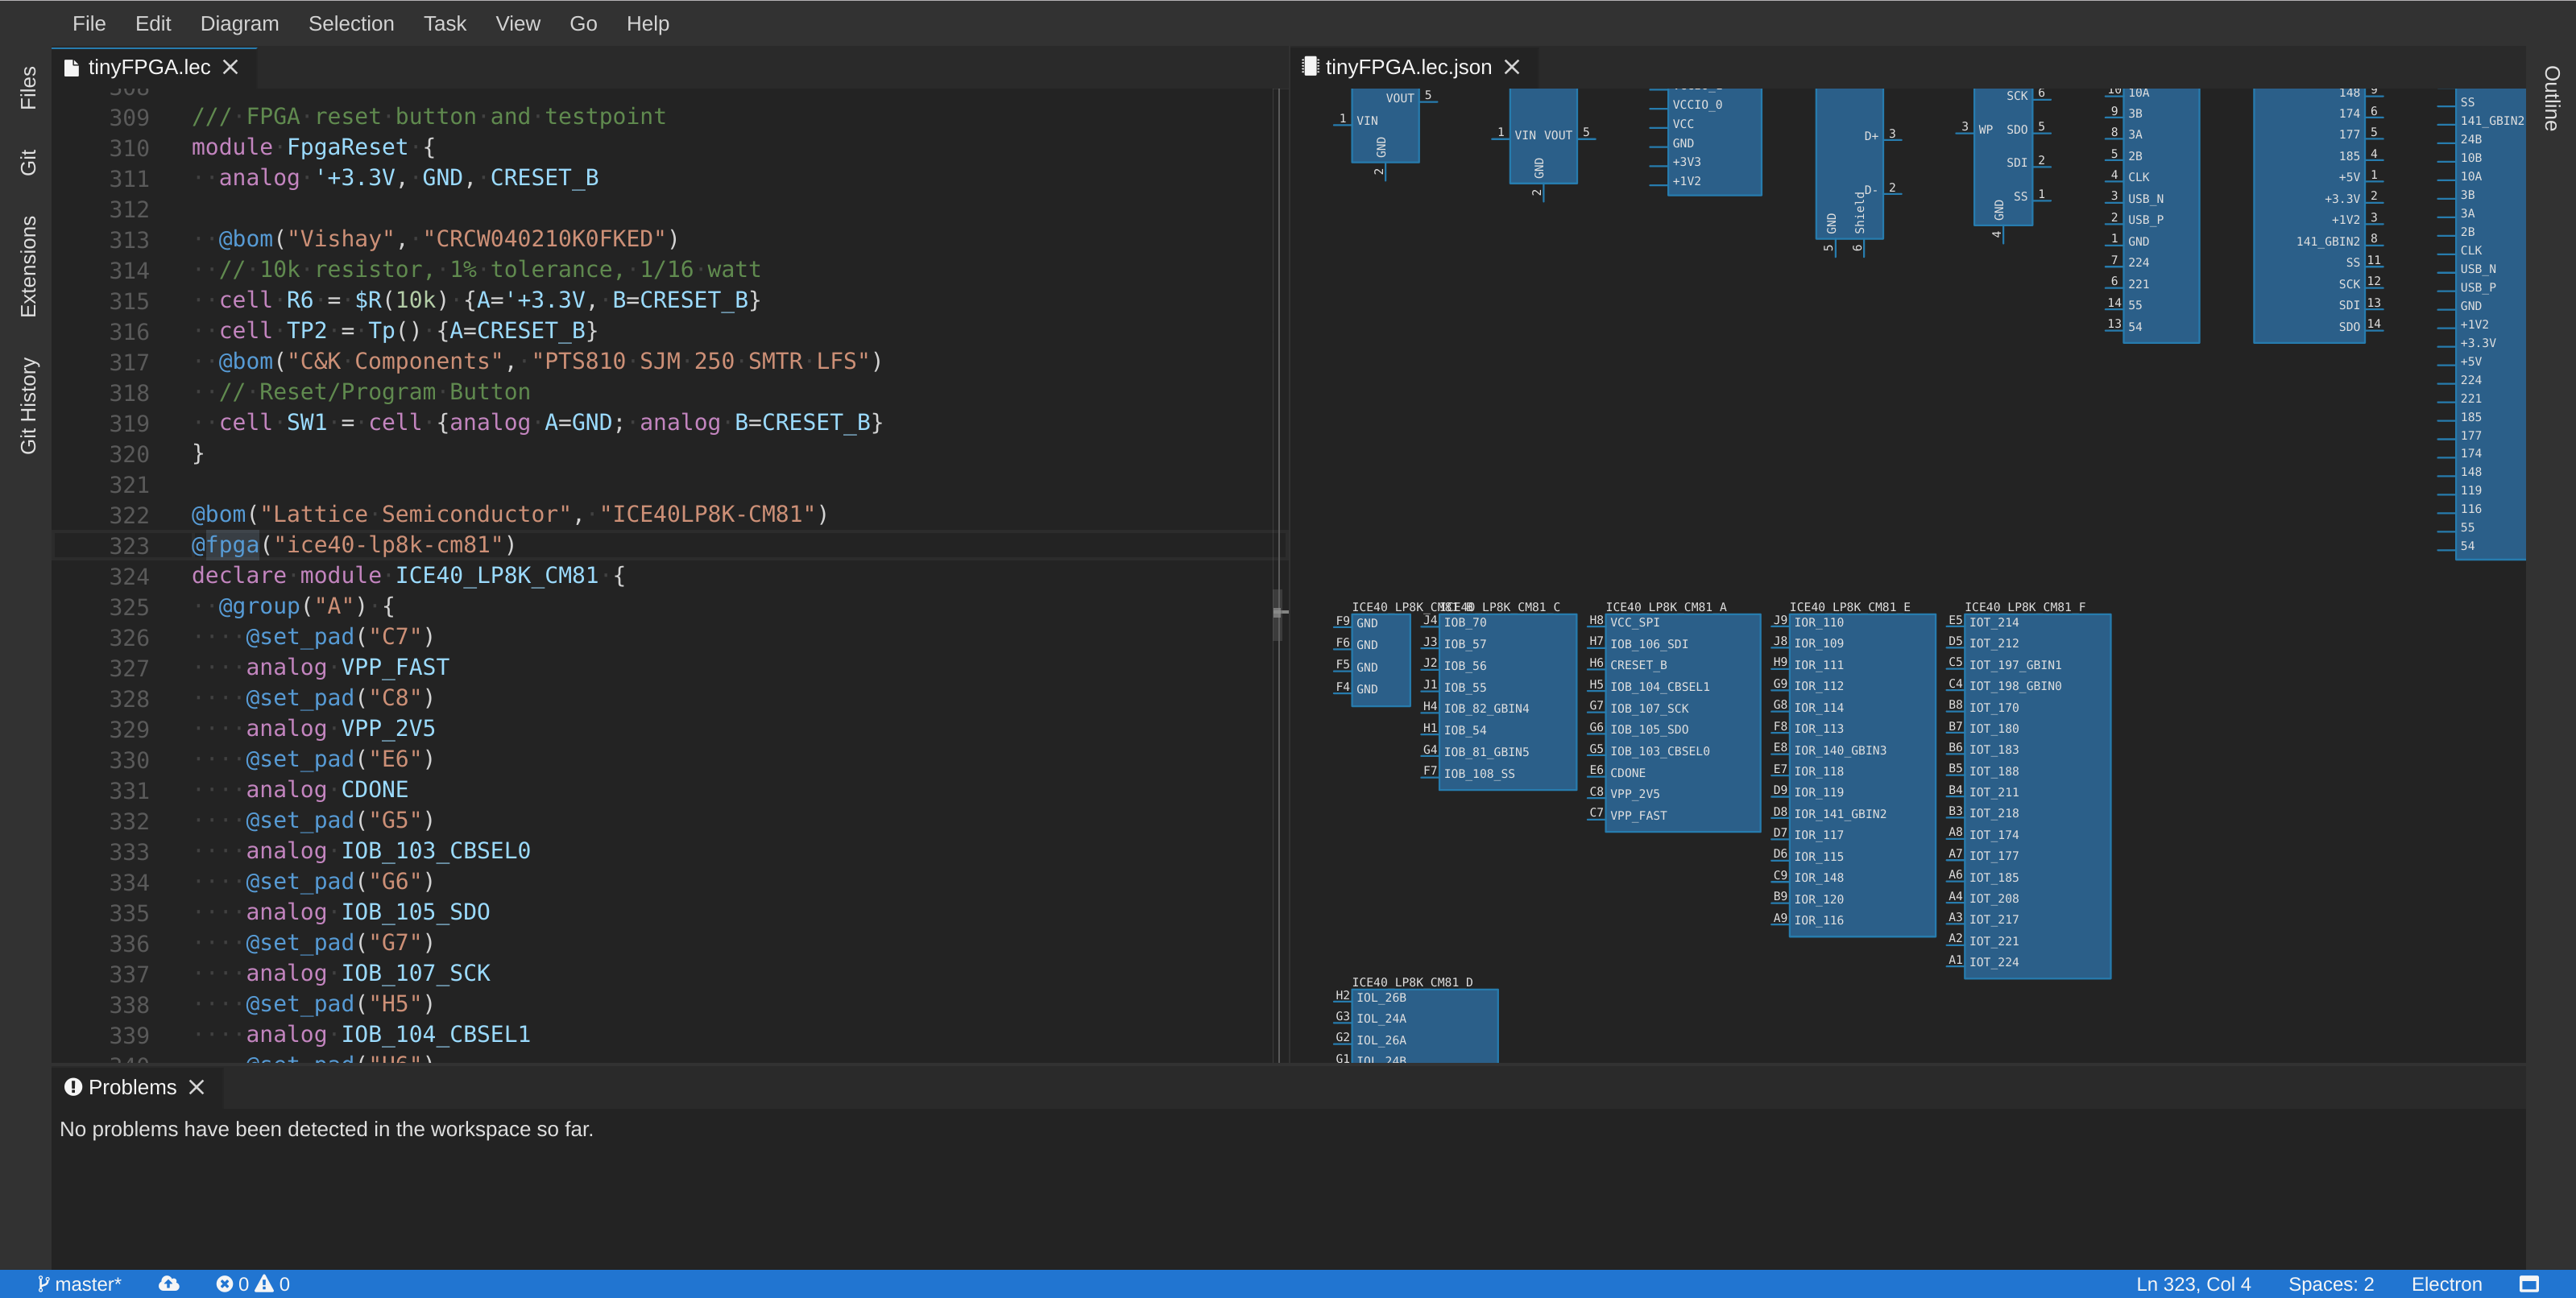 File Edit Diagram Selection Task View Go Help
Files
Git
Extensions
Git History
Outline
tinyFPGA.lec
308
309 /// FPGA reset button and testpoint
310 module FpgaReset {
311 analog '+3.3V, GND, CRESET_B
312
313 @bom("Vishay", "CRCW040210K0FKED")
314 // 10k resistor, 1% tolerance, 1/16 watt
315 cell R6 = $R(10k) {A='+3.3V, B=CRESET_B}
316 cell TP2 = Tp() {A=CRESET_B}
317 @bom("C&K Components", "PTS810 SJM 250 SMTR LFS")
318 // Reset/Program Button
319 cell SW1 = cell {analog A=GND; analog B=CRESET_B}
320 }
321
322 @bom("Lattice Semiconductor", "ICE40LP8K-CM81")
323 @fpga("ice40-lp8k-cm81")
324 declare module ICE40_LP8K_CM81 {
325 @group("A") {
326 @set_pad("C7")
327 analog VPP_FAST
328 @set_pad("C8")
329 analog VPP_2V5
330 @set_pad("E6")
331 analog CDONE
332 @set_pad("G5")
333 analog IOB_103_CBSEL0
334 @set_pad("G6")
335 analog IOB_105_SDO
336 @set_pad("G7")
337 analog IOB_107_SCK
338 @set_pad("H5")
339 analog IOB_104_CBSEL1
340 @set_pad("H6")
tinyFPGA.lec.json
VOUT 5
1 VIN
GND
2
1 VIN VOUT 5
GND
2
VCCIO_0
VCC
GND
+3V3
+1V2
D+ 3
D- 2
GND
Shield
5
6
SCK 6
3 WP SDO 5
SDI 2
SS 1
GND
4
10 10A
9 3B
8 3A
5 2B
4 CLK
3 USB_N
2 USB_P
1 GND
7 224
6 221
14 55
13 54
148 9
174 6
177 5
185 4
+5V 1
+3.3V 2
+1V2 3
141_GBIN2 8
SS 11
SCK 12
SDI 13
SDO 14
SS
141_GBIN2
24B
10B
10A
3B
3A
2B
CLK
USB_N
USB_P
GND
+1V2
+3.3V
+5V
224
221
185
177
174
148
119
116
55
54
ICE40_LP8K_CM81_B
F9 GND
F6 GND
F5 GND
F4 GND
ICE40_LP8K_CM81_C
J4 IOB_70
J3 IOB_57
J2 IOB_56
J1 IOB_55
H4 IOB_82_GBIN4
H1 IOB_54
G4 IOB_81_GBIN5
F7 IOB_108_SS
ICE40_LP8K_CM81_A
H8 VCC_SPI
H7 IOB_106_SDI
H6 CRESET_B
H5 IOB_104_CBSEL1
G7 IOB_107_SCK
G6 IOB_105_SDO
G5 IOB_103_CBSEL0
E6 CDONE
C8 VPP_2V5
C7 VPP_FAST
ICE40_LP8K_CM81_E
J9 IOR_110
J8 IOR_109
H9 IOR_111
G9 IOR_112
G8 IOR_114
F8 IOR_113
E8 IOR_140_GBIN3
E7 IOR_118
D9 IOR_119
D8 IOR_141_GBIN2
D7 IOR_117
D6 IOR_115
C9 IOR_148
B9 IOR_120
A9 IOR_116
ICE40_LP8K_CM81_F
E5 IOT_214
D5 IOT_212
C5 IOT_197_GBIN1
C4 IOT_198_GBIN0
B8 IOT_170
B7 IOT_180
B6 IOT_183
B5 IOT_188
B4 IOT_211
B3 IOT_218
A8 IOT_174
A7 IOT_177
A6 IOT_185
A4 IOT_208
A3 IOT_217
A2 IOT_221
A1 IOT_224
ICE40_LP8K_CM81_D
H2 IOL_26B
G3 IOL_24A
G2 IOL_26A
G1 IOL_24B
Problems
No problems have been detected in the workspace so far.
master* 0 0 Ln 323, Col 4 Spaces: 2 Electron